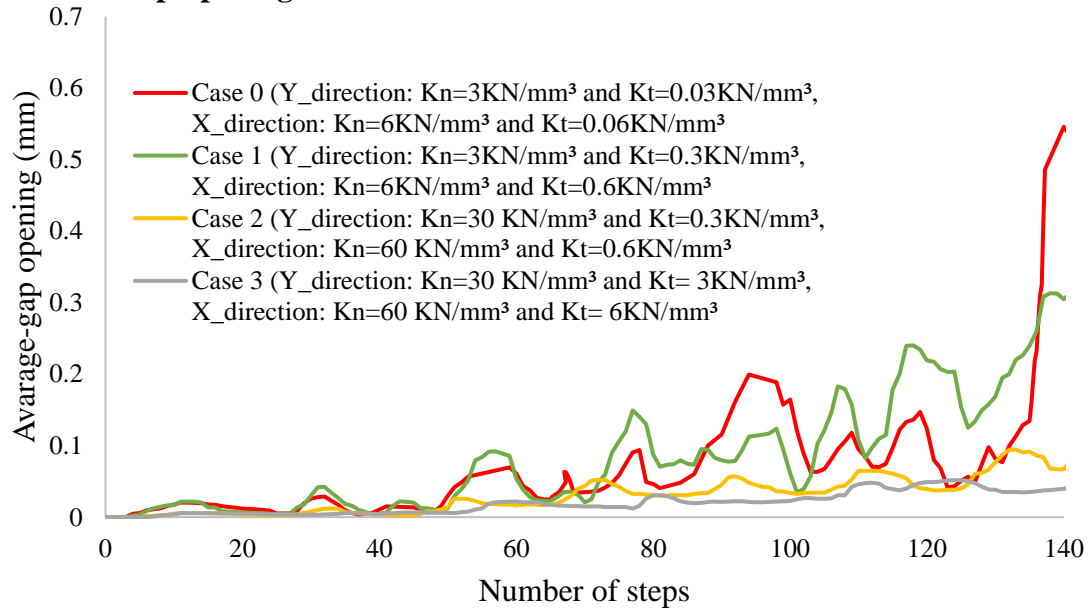 0.7
0.6
0.5
0.4
0.3
0.2
0.1
0
Avarage-gap opening (mm)
Case 0 (Y_direction: Kn=3KN/mm³ and Kt=0.03KN/mm³,
X_direction: Kn=6KN/mm³ and Kt=0.06KN/mm³
Case 1 (Y_direction: Kn=3KN/mm³ and Kt=0.3KN/mm³,
X_direction: Kn=6KN/mm³ and Kt=0.6KN/mm³
Case 2 (Y_direction: Kn=30 KN/mm³ and Kt=0.3KN/mm³,
X_direction: Kn=60 KN/mm³ and Kt=0.6KN/mm³
Case 3 (Y_direction: Kn=30 KN/mm³ and Kt= 3KN/mm³,
X_direction: Kn=60 KN/mm³ and Kt= 6KN/mm³
0 20 40 60 80 100 120 140
Number of steps